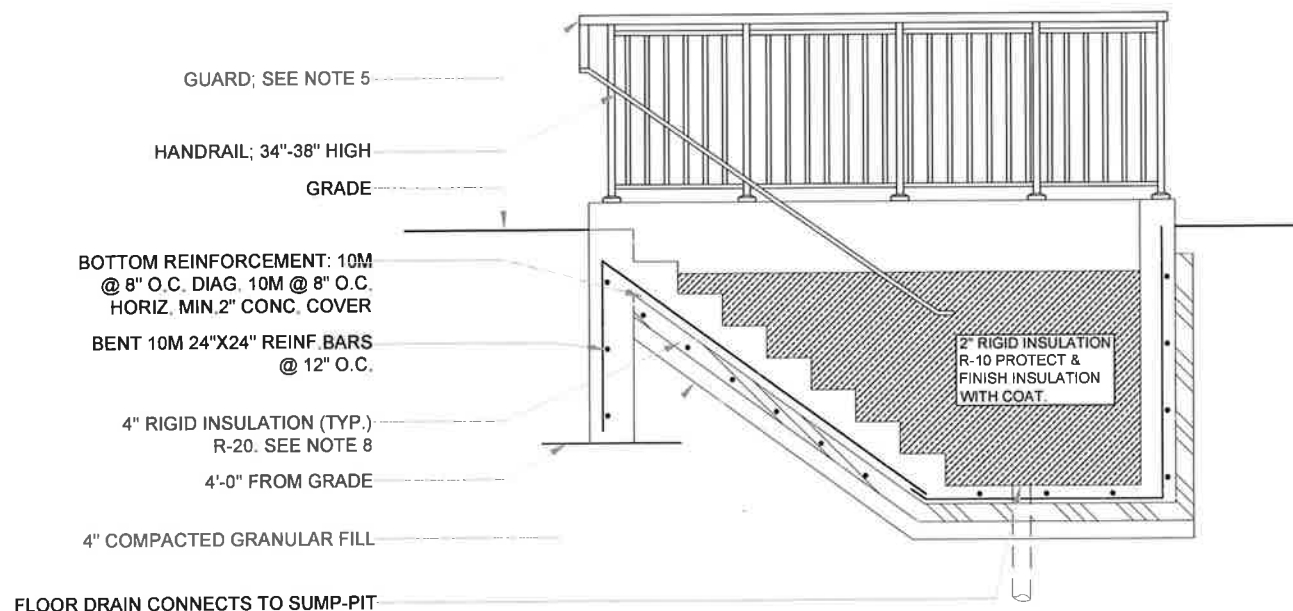 GUARD; SEE NOTE 5
HANDRAIL; 34"-38" HIGH
GRADE
BOTTOM REINFORCEMENT: 10M
@ 8" O.C. DIAG. 10M @ 8" O.C.
HORIZ. MIN.2" CONC. COVER
BENT 10M 24"X24" REINF.BARS
@ 12" O.C.
2" RIGID INSULATION
R-10 PROTECT &
FINISH INSULATION
WITH COAT.
4" RIGID INSULATION (TYP.)
R-20. SEE NOTE 8
4'-0" FROM GRADE
4" COMPACTED GRANULAR FILL
FLOOR DRAIN CONNECTS TO SUMP-PIT